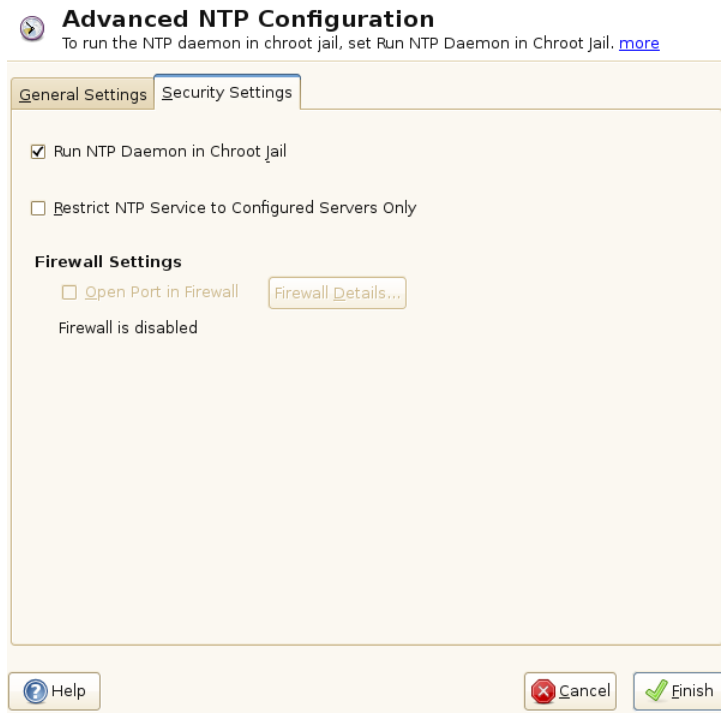 Advanced NTP Configuration
To run the NTP daemon in chroot jail, set Run NTP Daemon in Chroot Jail. more
General Settings Security Settings
Run NTP Daemon in Chroot Jail
Restrict NTP Service to Configured Servers Only
Firewall Settings
Open Port in Firewall Firewall Details...
Firewall is disabled
Help Cancel Finish